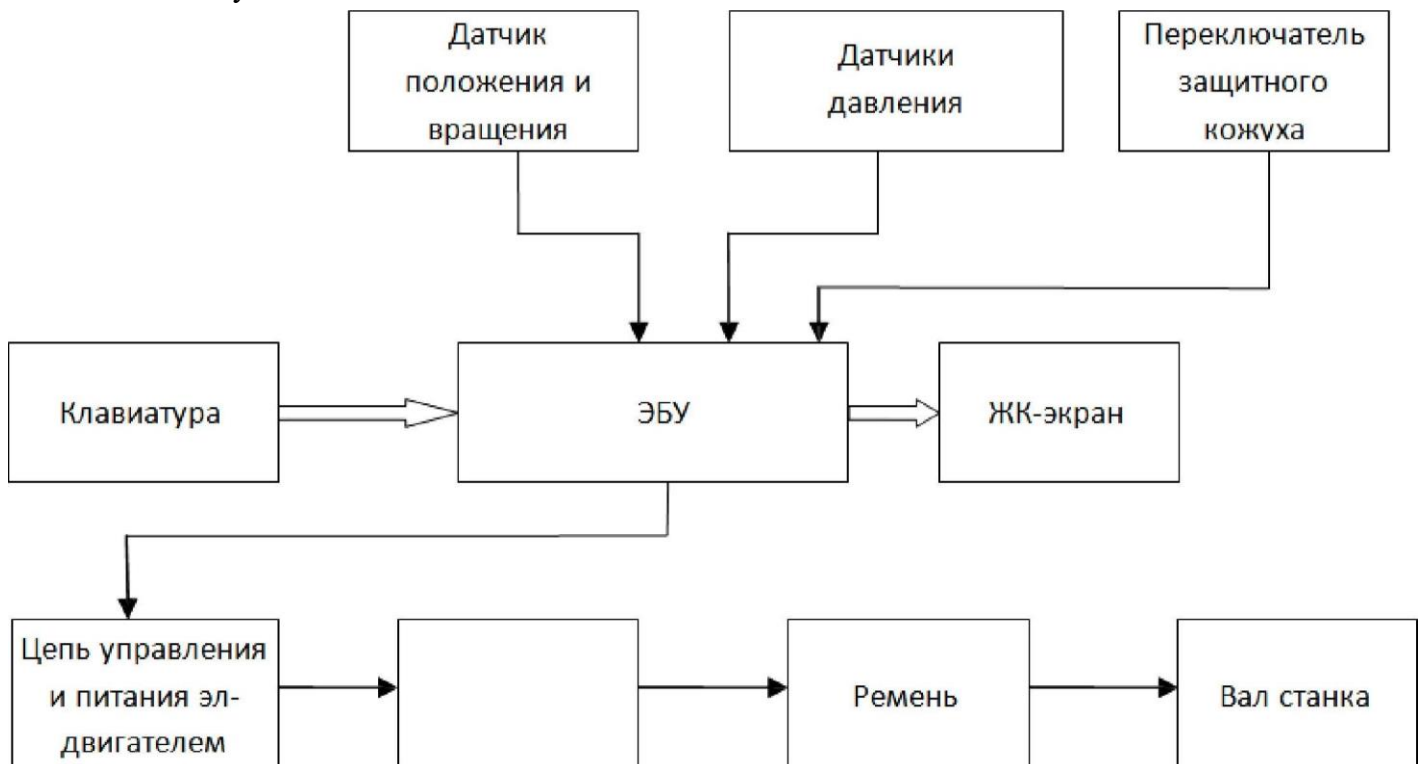 Датчик
положения и
вращения
Датчики
давления
Переключатель
защитного
кожуха
Клавиатура
ЭБУ
ЖК-экран
Цепь управления
и питания эл-
двигателем
Ремень
Вал станка